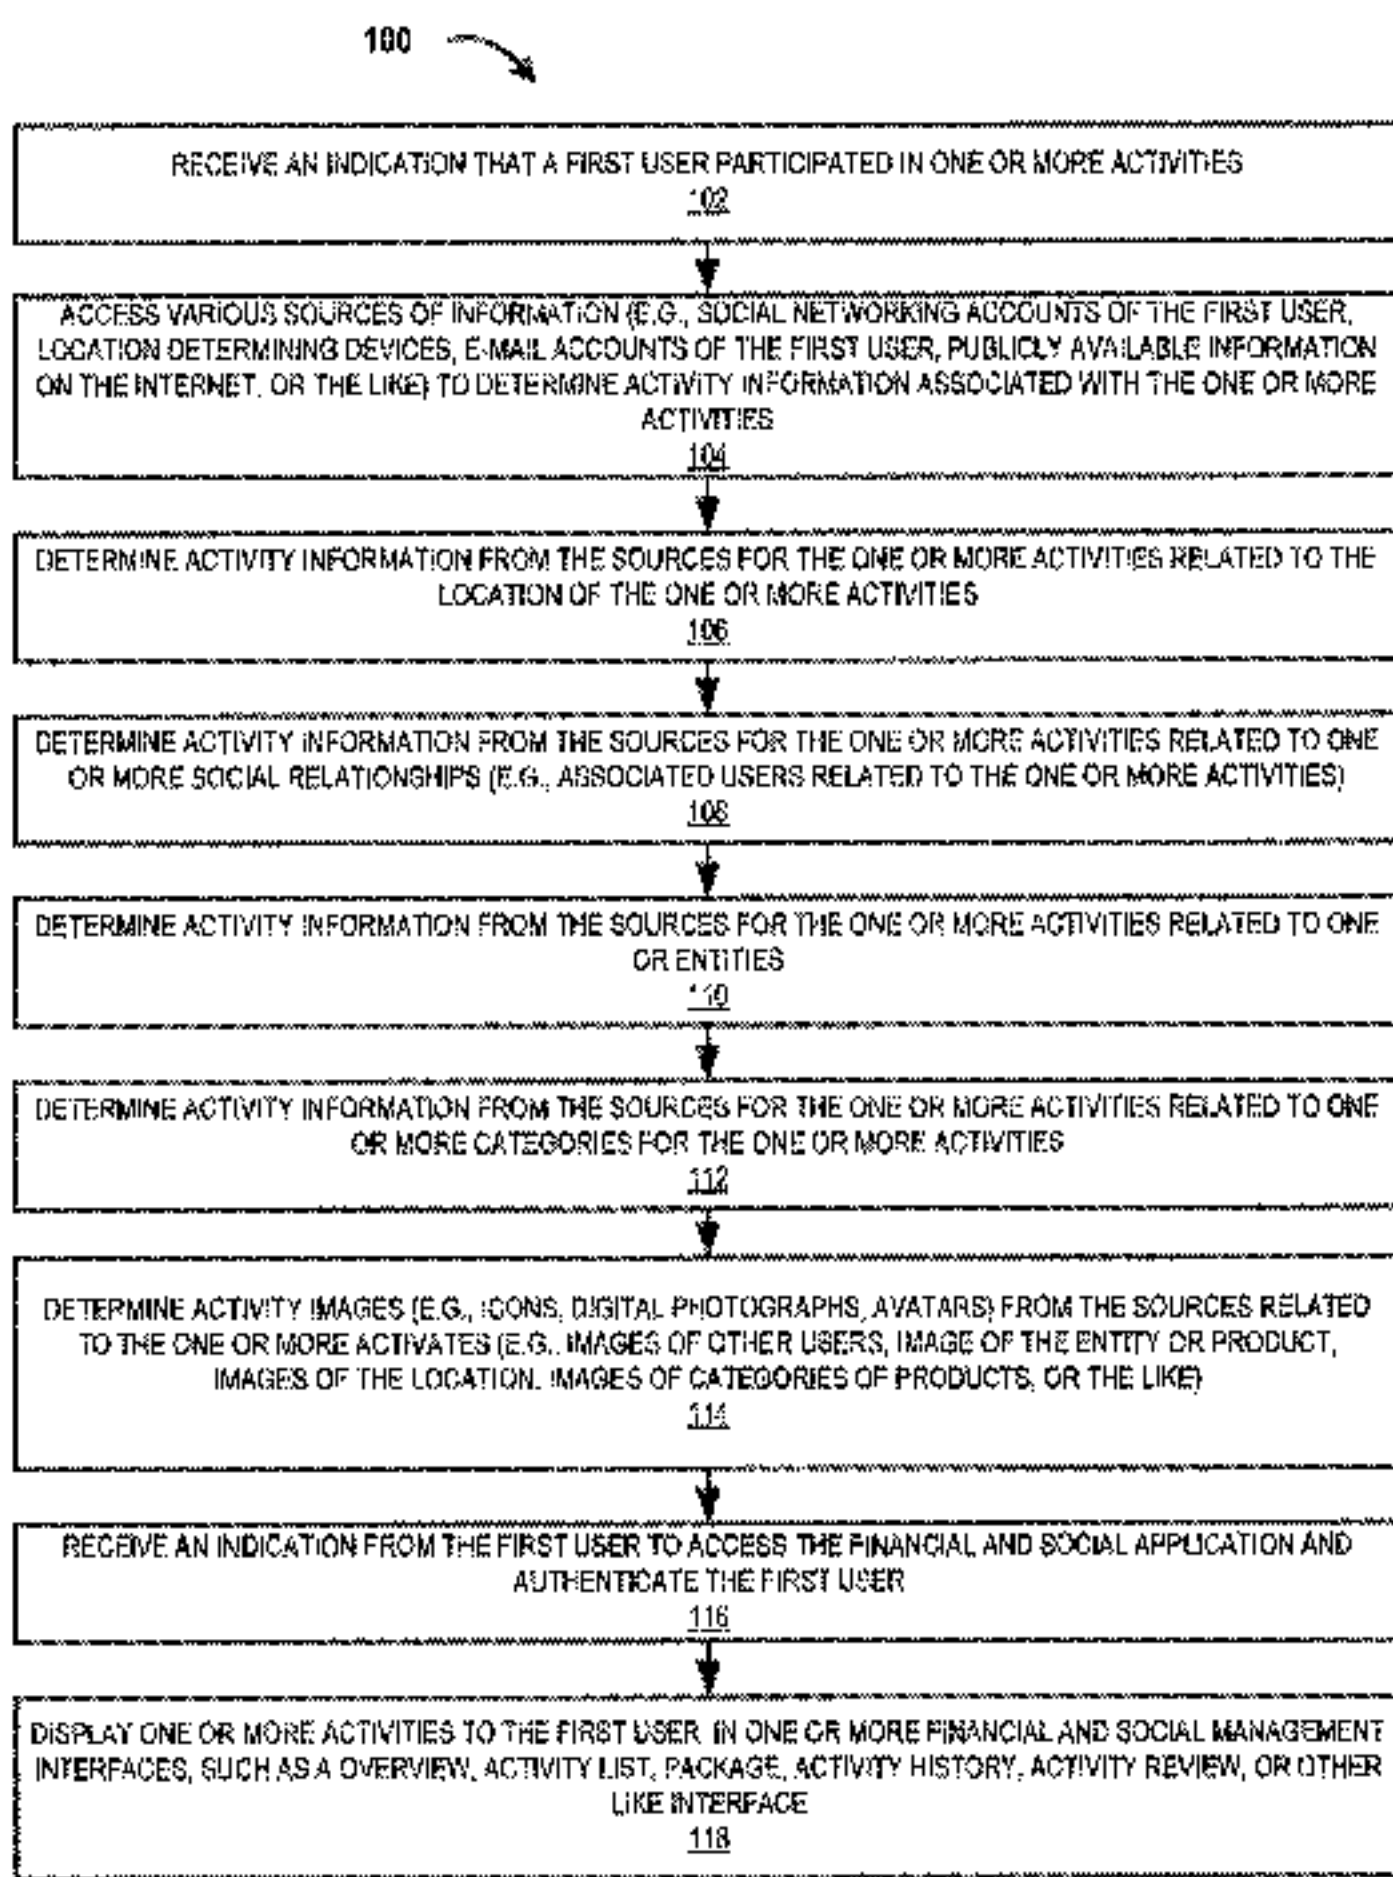 100
RECEIVE AN INDICATION THAT A FIRST USER PARTICIPATED IN ONE OR MORE ACTIVITIES
102
ACCESS VARIOUS SOURCES OF INFORMATION (E.G., SOCIAL NETWORKING ACCOUNTS OF THE FIRST USER,
LOCATION DETERMINING DEVICES, E-MAIL ACCOUNTS OF THE FIRST USER, PUBLICLY AVAILABLE INFORMATION
ON THE INTERNET, OR THE LIKE) TO DETERMINE ACTIVITY INFORMATION ASSOCIATED WITH THE ONE OR MORE
ACTIVITIES
104
DETERMINE ACTIVITY INFORMATION FROM THE SOURCES FOR THE ONE OR MORE ACTIVITIES RELATED TO THE
LOCATION OF THE ONE OR MORE ACTIVITIES
106
DETERMINE ACTIVITY INFORMATION FROM THE SOURCES FOR THE ONE OR MORE ACTIVITIES RELATED TO ONE
OR MORE SOCIAL RELATIONSHIPS (E.G., ASSOCIATED USERS RELATED TO THE ONE OR MORE ACTIVITIES)
108
DETERMINE ACTIVITY INFORMATION FROM THE SOURCES FOR THE ONE OR MORE ACTIVITIES RELATED TO ONE
OR ENTITIES
110
DETERMINE ACTIVITY INFORMATION FROM THE SOURCES FOR THE ONE OR MORE ACTIVITIES RELATED TO ONE
OR MORE CATEGORIES FOR THE ONE OR MORE ACTIVITIES
112
DETERMINE ACTIVITY IMAGES (E.G., ICONS, DIGITAL PHOTOGRAPHS, AVATARS) FROM THE SOURCES RELATED
TO THE ONE OR MORE ACTIVATES (E.G., IMAGES OF OTHER USERS, IMAGE OF THE ENTITY OR PRODUCT,
IMAGES OF THE LOCATION, IMAGES OF CATEGORIES OF PRODUCTS, OR THE LIKE)
114
RECEIVE AN INDICATION FROM THE FIRST USER TO ACCESS THE FINANCIAL AND SOCIAL APPLICATION AND
AUTHENTICATE THE FIRST USER
116
DISPLAY ONE OR MORE ACTIVITIES TO THE FIRST USER IN ONE OR MORE FINANCIAL AND SOCIAL MANAGEMENT
INTERFACES, SUCH AS A OVERVIEW, ACTIVITY LIST, PACKAGE, ACTIVITY HISTORY, ACTIVITY REVIEW, OR OTHER
LIKE INTERFACE
118